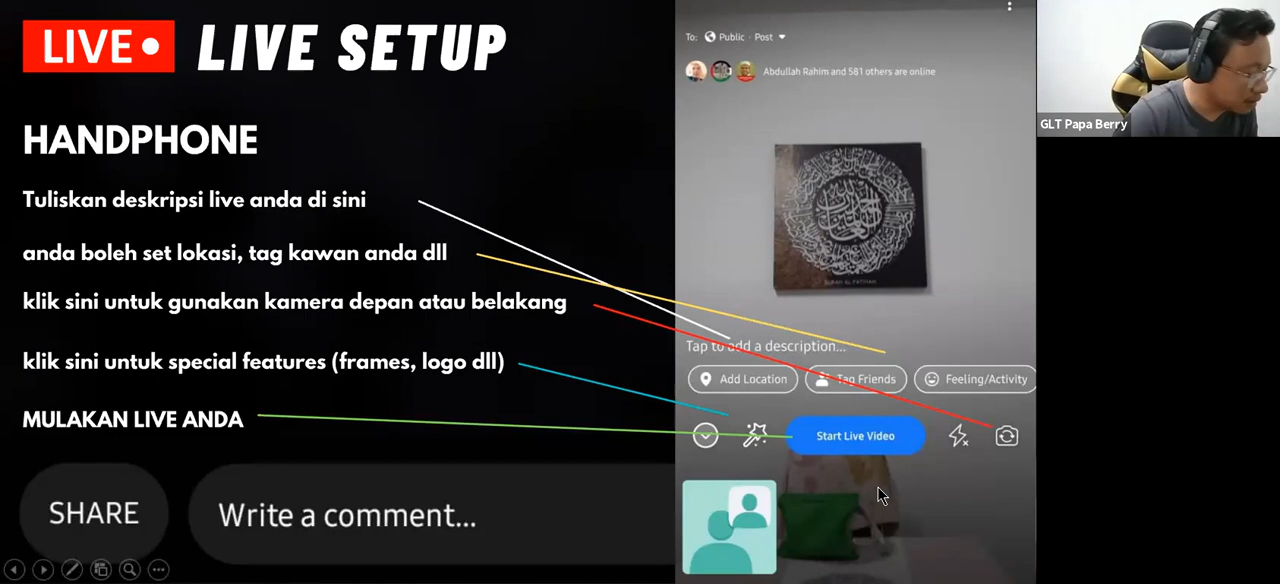 LIVE LIVE SETUP
HANDPHONE
Tuliskan deskripsi live anda di sini
anda boleh set lokasi, tag kawan anda dll
klik sini untuk gunakan kamera depan atau belakang
klik sini untuk special features (frames, logo dll)
MULAKAN LIVE ANDA
SHARE
Write a comment...
To: Public · Post
Abdullah Rahim and 581 others are online
SURAH AL FATIHAH
Tap to add a description...
Add Location
Tag Friends
Feeling/Activity
Start Live Video
GLT Papa Berry